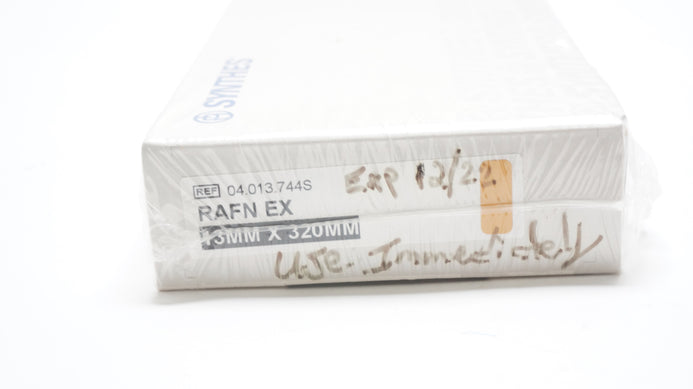 SYNTHES
REF 04.013.744S
Exp 12/22
RAFN EX
13MM X 320MM
Use Immediately